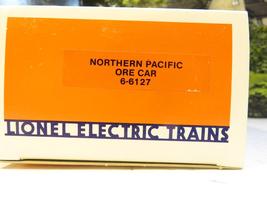 NORTHERN PACIFIC
ORE CAR
6-6127
LIONEL ELECTRIC TRAINS